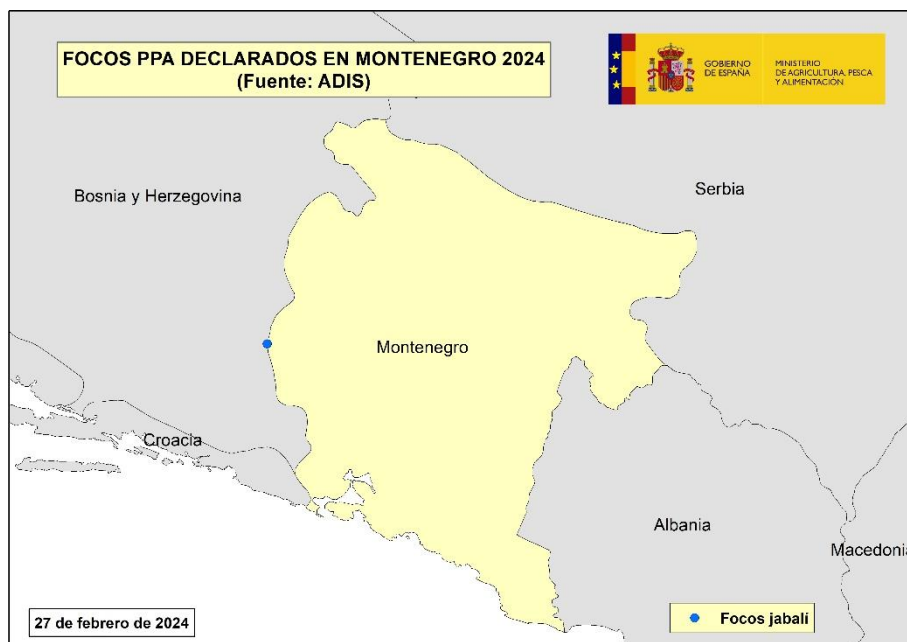 FOCOS PPA DECLARADOS EN MONTENEGRO 2024
(Fuente: ADIS)
GOBIERNO
DE ESPAÑA
MINISTERIO
DE AGRICULTURA, PESCA
Y ALIMENTACIÓN
Bosnia y Herzegovina
Serbia
Montenegro
Croacia
Albania
Macedonia
27 de febrero de 2024
Focos jabalí